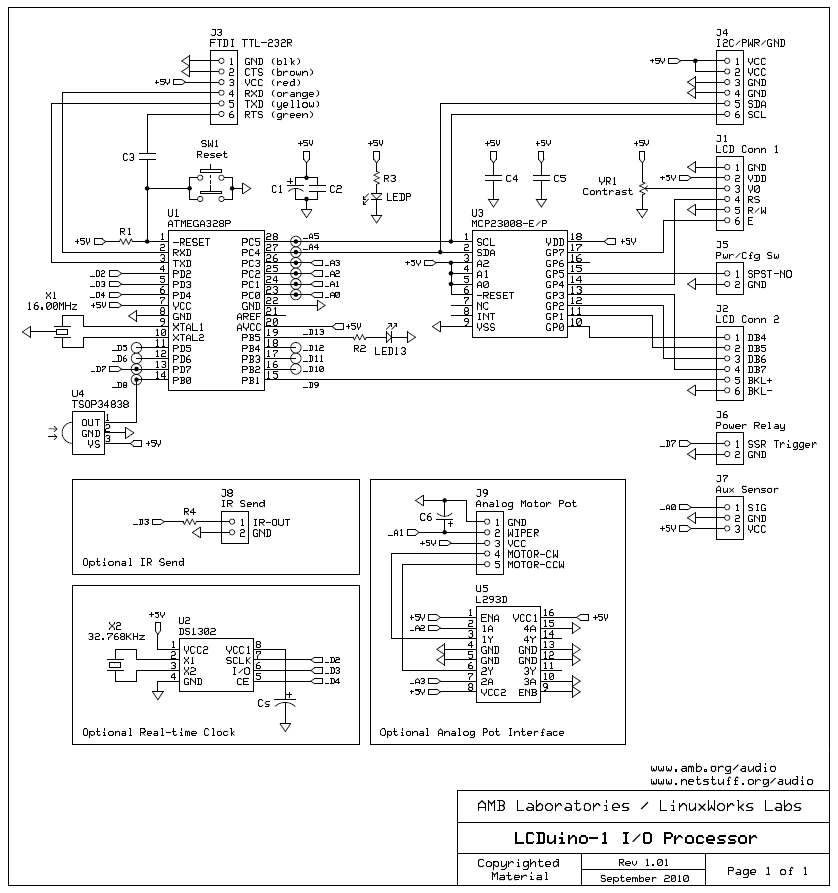 J3
FTDI TTL-232R
1 GND (blk)
2 CTS (brown)
+5V 3 VCC (red)
4 RXD (orange)
5 TXD (yellow)
6 RTS (green)
J4
I2C/PWR/GND
+5V 1 VCC
2 VCC
3 GND
4 GND
5 SDA
6 SCL
C3
SW1
Reset
+5V
C1
C2
+5V
R3
LEDP
+5V
C4
+5V
C5
+5V
VR1
Contrast
J1
LCD Conn 1
1 GND
+5V 2 VDD
3 V0
4 RS
5 R/W
6 E
U1
ATMEGA328P
+5V R1 1 -RESET
2 RXD
3 TXD
_D2 4 PD2
_D3 5 PD3
_D4 6 PD4
+5V 7 VCC
8 GND
9 XTAL1
10 XTAL2
_D5 11 PD5
_D6 12 PD6
_D7 13 PD7
_D8 14 PB0
PC5 28 _A5
PC4 27 _A4
PC3 26 _A3
PC2 25 _A2
PC1 24 _A1
PC0 23 _A0
GND 22
AREF 21
AVCC 20 +5V
PB5 19 _D13
PB4 18 _D12
PB3 17 _D11
PB2 16 _D10
PB1 15 _D9
R2
LED13
X1
16.00MHz
U3
MCP23008-E/P
1 SCL
2 SDA
+5V 3 A2
4 A1
5 A0
6 -RESET
7 NC
8 INT
9 VSS
VDD 18 +5V
GP7 17
GP6 16
GP5 15
GP4 14
GP3 13
GP2 12
GP1 11
GP0 10
J5
Pwr/Cfg Sw
1 SPST-NO
2 GND
J2
LCD Conn 2
1 DB4
2 DB5
3 DB6
4 DB7
5 BKL+
6 BKL-
U4
TSOP34838
OUT 1
GND 2
VS 3 +5V
J6
Power Relay
_D7 1 SSR Trigger
2 GND
J7
Aux Sensor
_A0 1 SIG
2 GND
+5V 3 VCC
J8
IR Send
_D3 R4 1 IR-OUT
2 GND
Optional IR Send
J9
Analog Motor Pot
C6
1 GND
_A1 2 WIPER
+5V 3 VCC
4 MOTOR-CW
5 MOTOR-CCW
U5
L293D
+5V 1 ENA
_A2 2 1A
3 1Y
4 GND
5 GND
6 2Y
_A3 7 2A
+5V 8 VCC2
VCC1 16 +5V
4A 15
4Y 14
GND 13
GND 12
3Y 11
3A 10
ENB 9
Optional Analog Pot Interface
+5V
X2
32.768KHz
U2
DS1302
1 VCC2
2 X1
3 X2
4 GND
VCC1 8
SCLK 7 _D2
I/O 6 _D3
CE 5 _D4
Cs
Optional Real-time Clock
www.amb.org/audio
www.netstuff.org/audio
AMB Laboratories / LinuxWorks Labs
LCDuino-1 I/O Processor
Copyrighted
Material
Rev 1.01
September 2010
Page 1 of 1